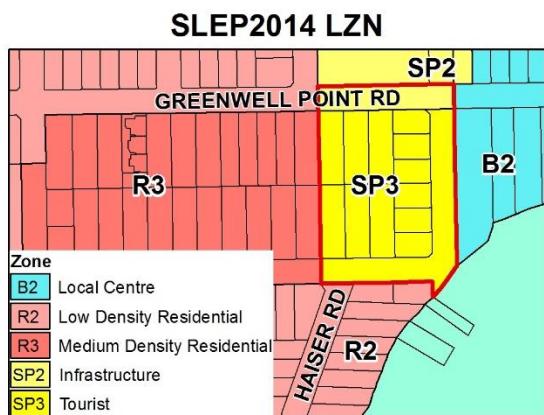 SLEP2014 LZN
SP2
GREENWELL POINT RD
R3
SP3
B2
Zone
B2 Local Centre
R2 Low Density Residential
R3 Medium Density Residential
SP2 Infrastructure
SP3 Tourist
HAISER RD
R2